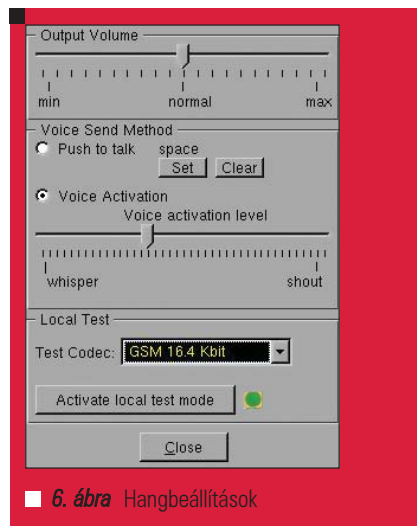 Output Volume
min normal max
Voice Send Method
Push to talk space
Set Clear
Voice Activation
Voice activation level
whisper shout
Local Test
Test Codec: GSM 16.4 Kbit
Activate local test mode
Close
6. ábra Hangbeállítások